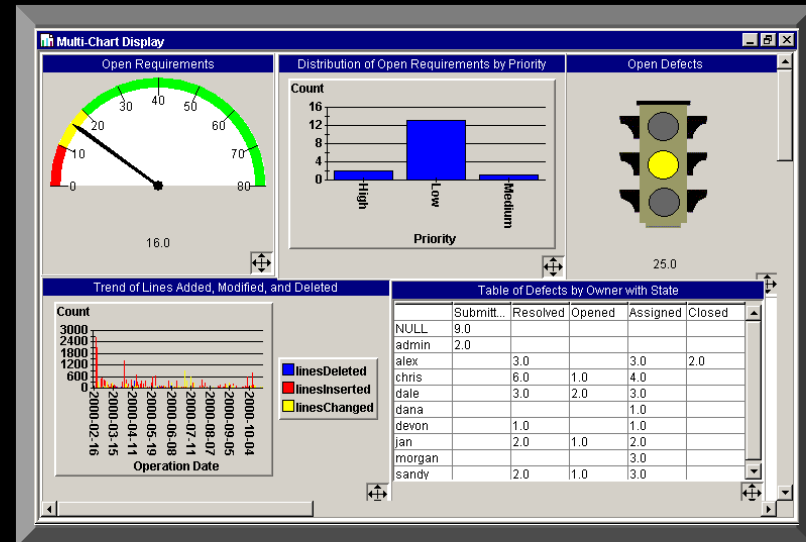 Multi-Chart Display
Open Requirements
0
10
20
30
40
50
60
70
80
16.0
Distribution of Open Requirements by Priority
Count
16
12
8
4
0
High
Low
Medium
Priority
Open Defects
25.0
Trend of Lines Added, Modified, and Deleted
Count
3000
2400
1800
1200
600
0
2000-02-16
2000-03-15
2000-04-11
2000-05-19
2000-06-08
2000-07-11
2000-08-07
2000-09-05
2000-10-04
Operation Date
linesDeleted
linesInserted
linesChanged
Table of Defects by Owner with State
Submitt... Resolved Opened Assigned Closed
NULL 9.0
admin 2.0
alex 3.0 3.0 2.0
chris 6.0 1.0 4.0
dale 3.0 2.0 3.0
dana 1.0
devon 1.0 1.0
jan 2.0 1.0 2.0
morgan 3.0
sandy 2.0 1.0 3.0